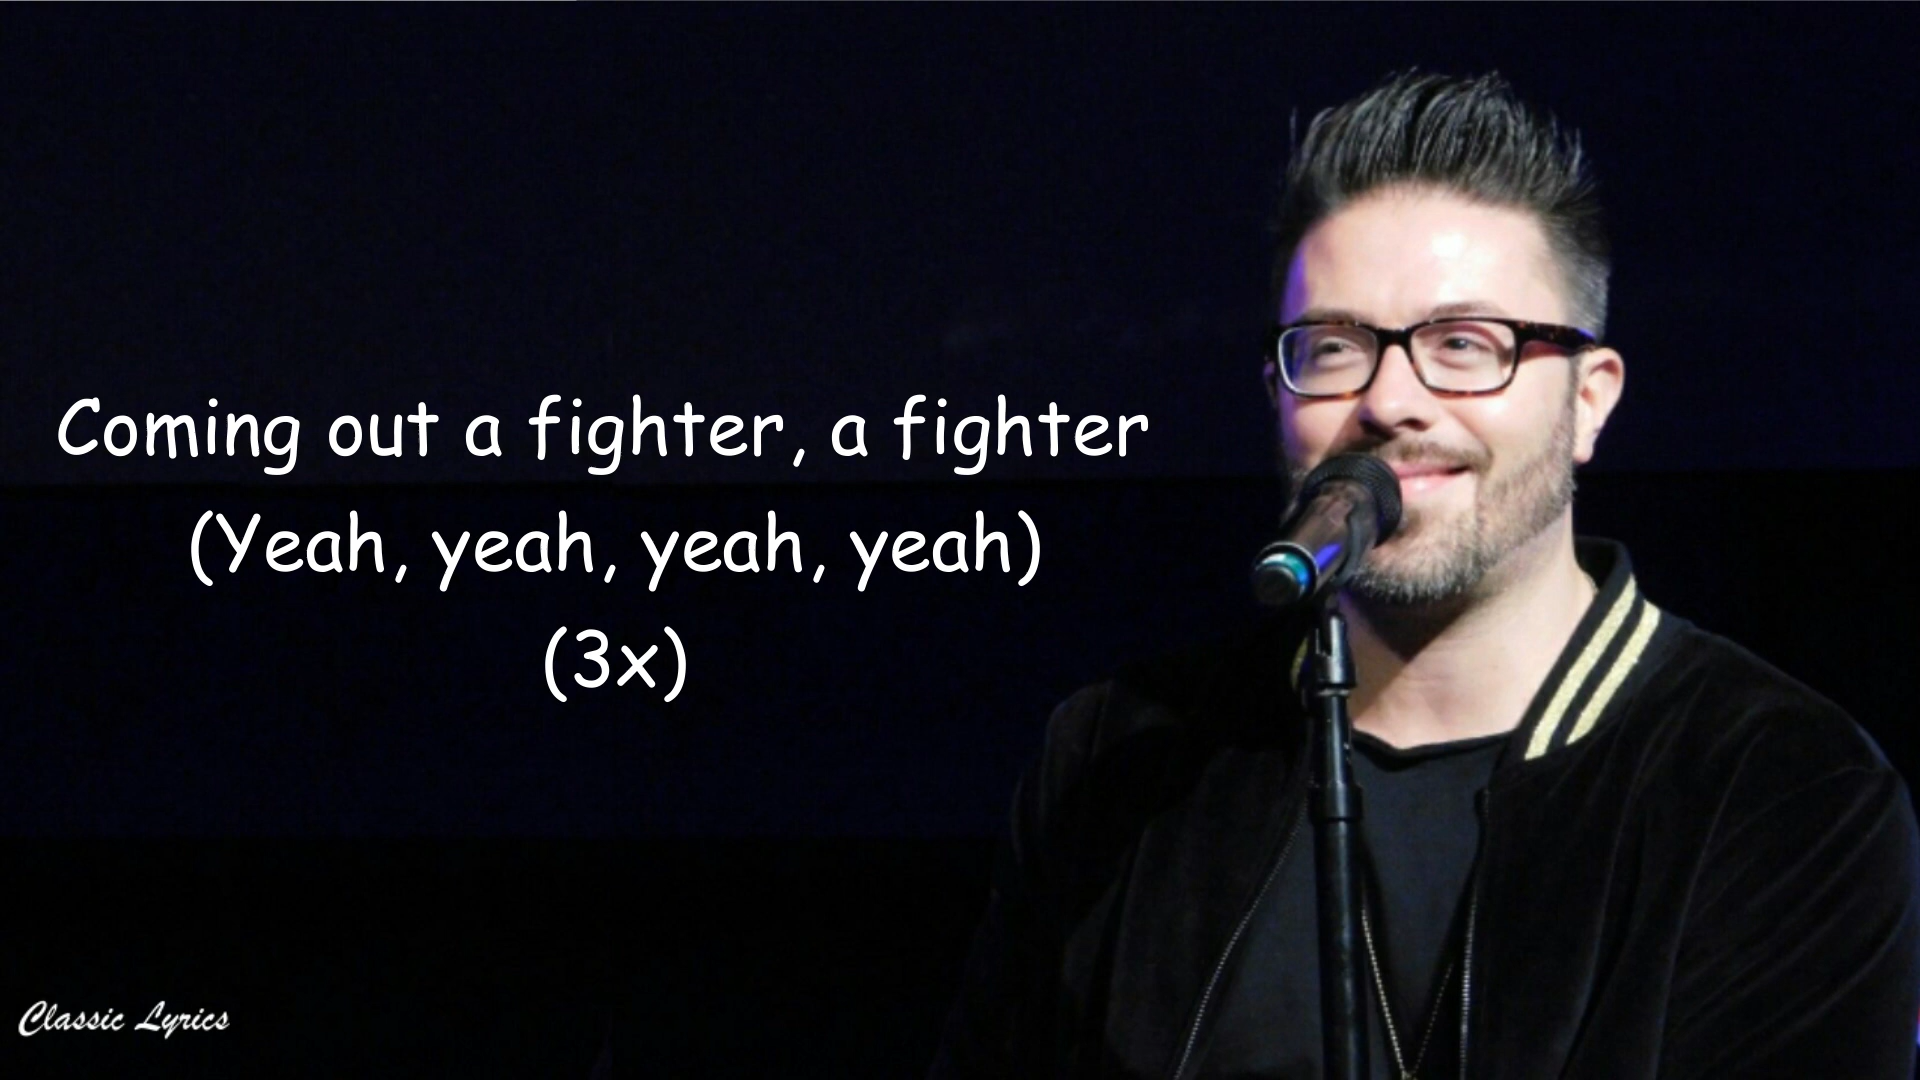 Coming out a fighter, a fighter
(Yeah, yeah, yeah, yeah)
(3x)
Classic Lyrics